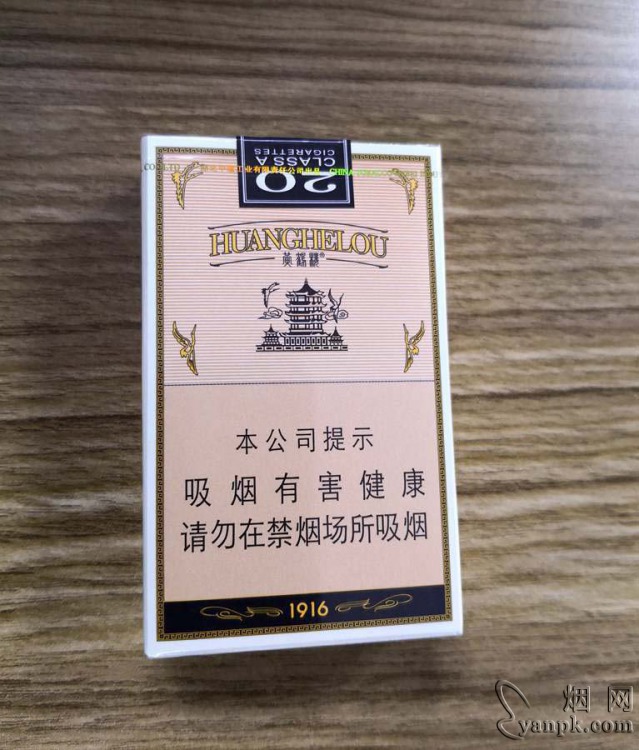 20
CLASS A
CIGARETTES
HUANGHELOU
黄鹤楼®
本公司提示
吸烟有害健康
请勿在禁烟场所吸烟
1916
烟网
yanpk.com